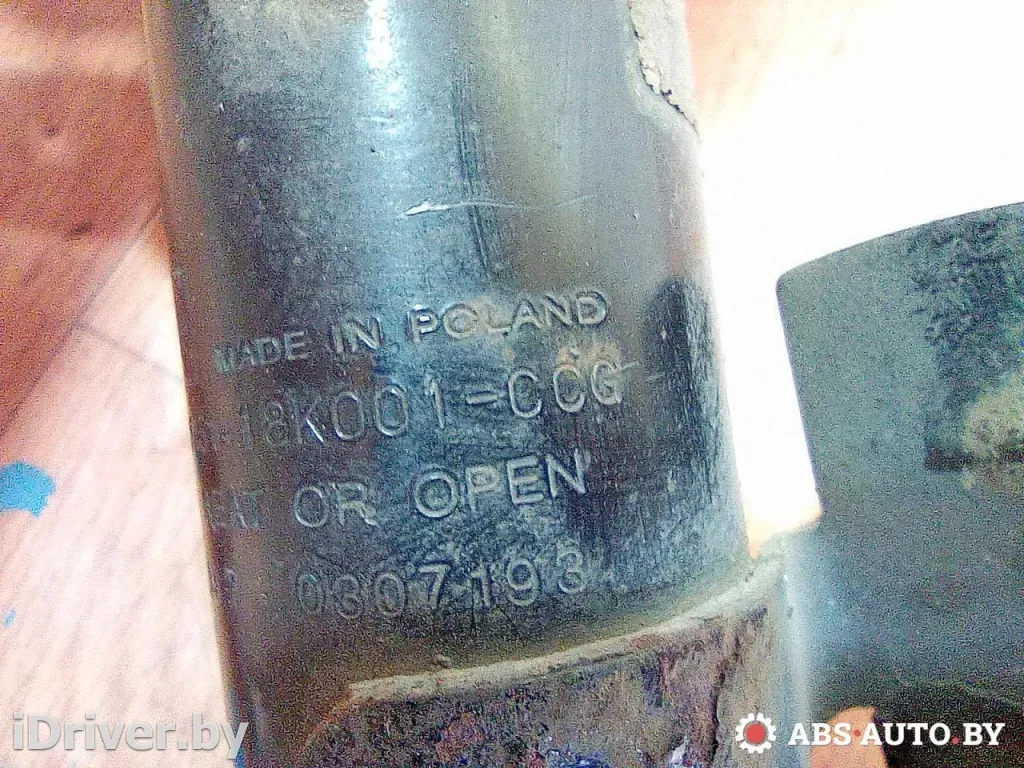 MADE IN POLAND
18K001-CCG
OR OPEN
0307193
iDriver.by
ABS-AUTO.BY